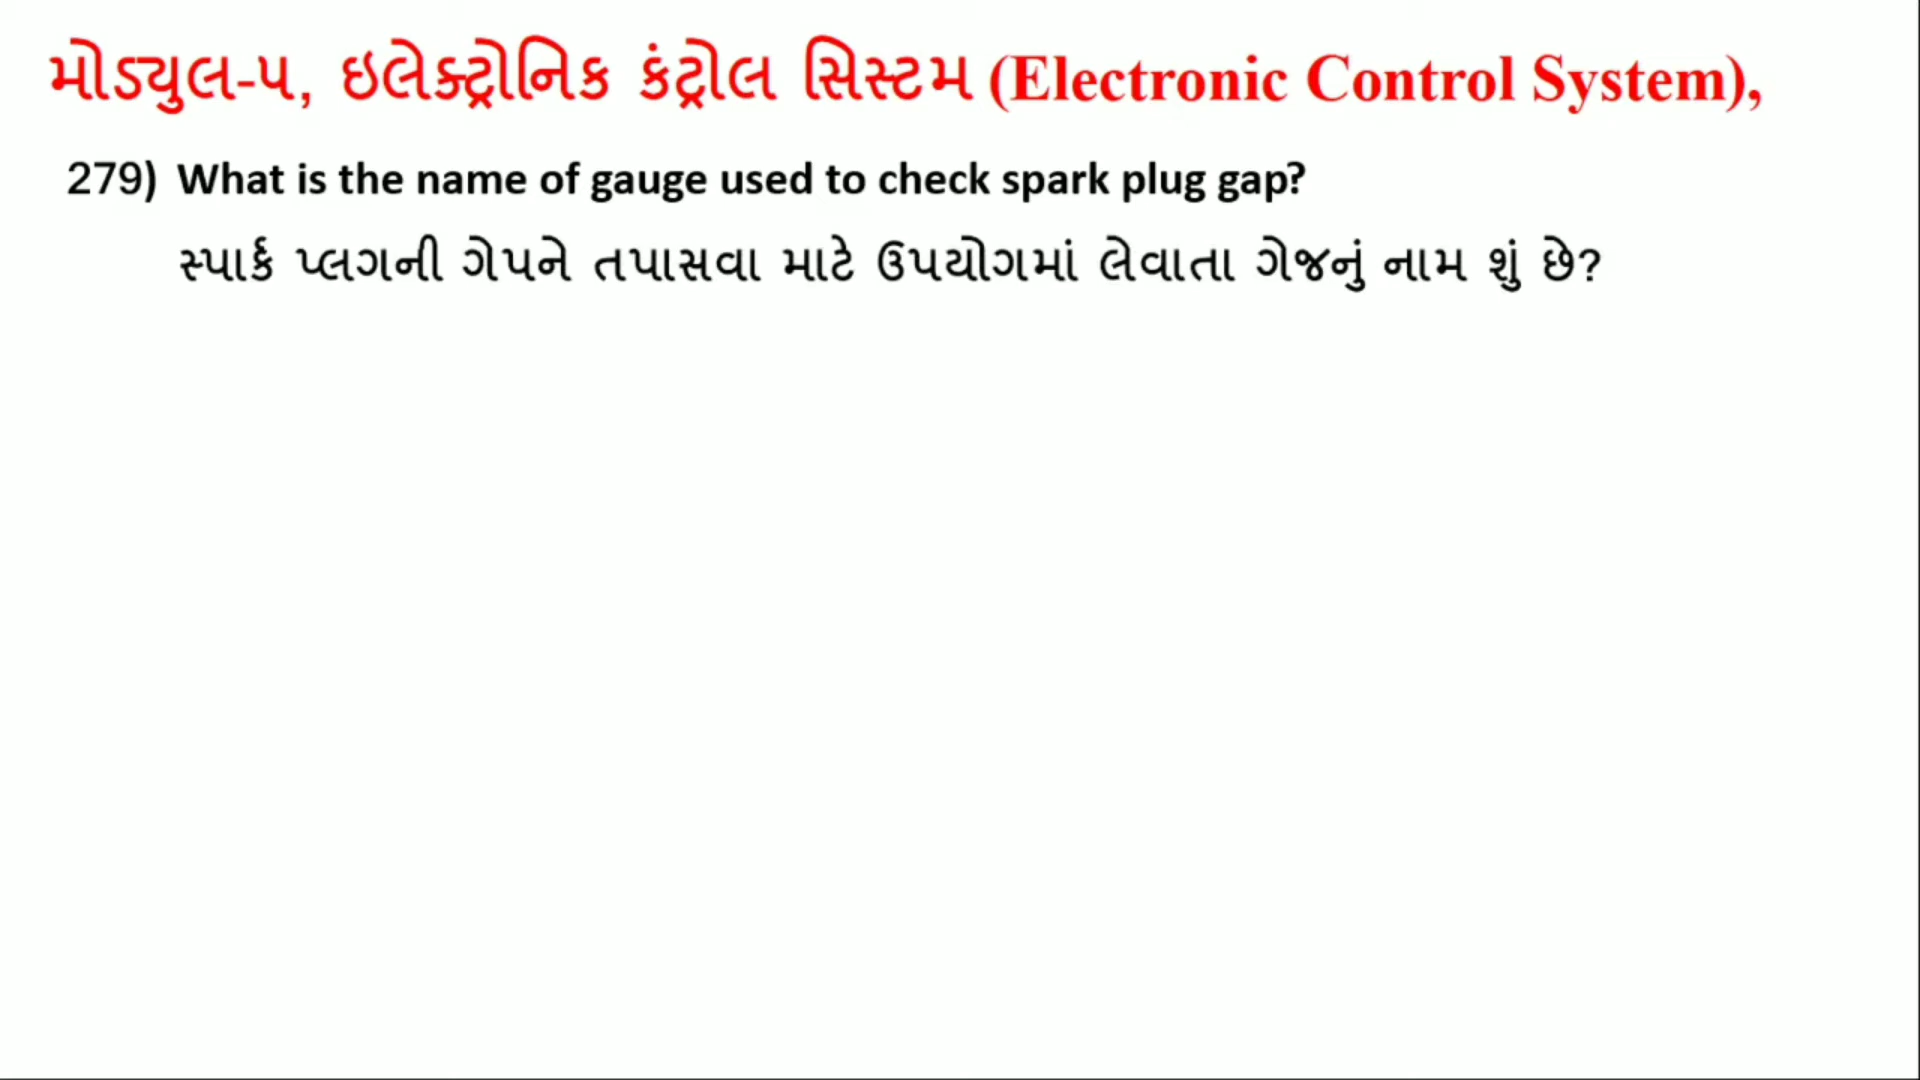 મોડ્યુલ-૫, ઇલેક્ટ્રોનિક કંટ્રોલ સિસ્ટમ (Electronic Control System),
279) What is the name of gauge used to check spark plug gap?
સ્પાર્ક પ્લગની ગેપને તપાસવા માટે ઉપયોગમાં લેવાતા ગેજનું નામ શું છે?